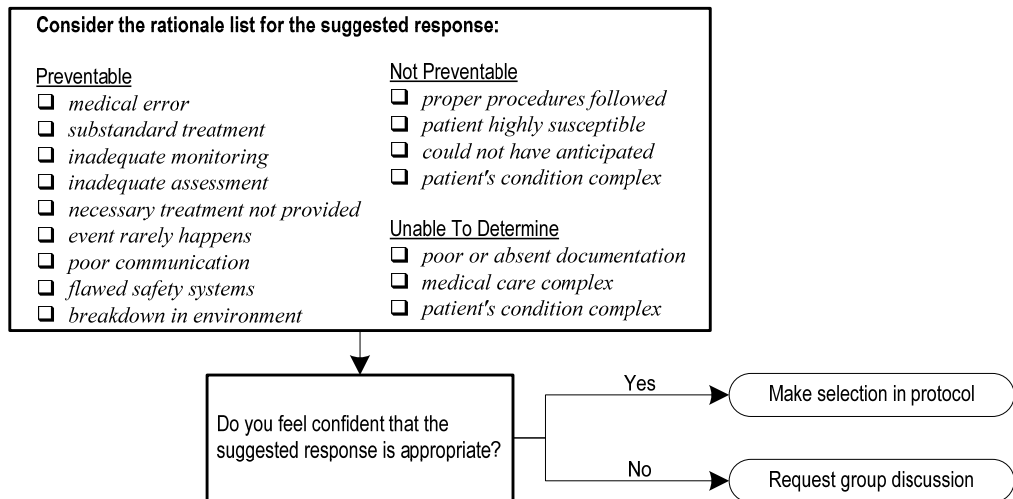 Consider the rationale list for the suggested response:
Preventable
❑ medical error
❑ substandard treatment
❑ inadequate monitoring
❑ inadequate assessment
❑ necessary treatment not provided
❑ event rarely happens
❑ poor communication
❑ flawed safety systems
❑ breakdown in environment
Not Preventable
❑ proper procedures followed
❑ patient highly susceptible
❑ could not have anticipated
❑ patient's condition complex
Unable To Determine
❑ poor or absent documentation
❑ medical care complex
❑ patient's condition complex
Do you feel confident that the
suggested response is appropriate?
Yes
Make selection in protocol
No
Request group discussion